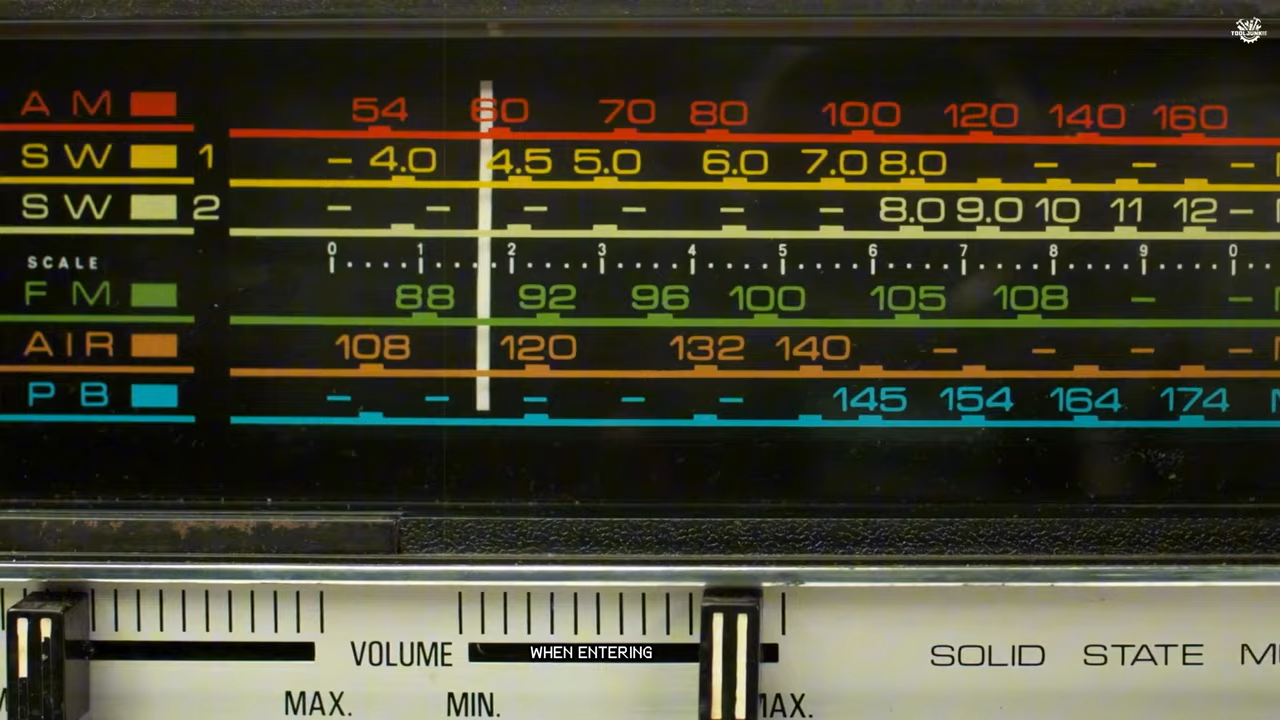 TOOLJUNKIE
AM 54 60 70 80 100 120 140 160
SW 1 – 4.0 4.5 5.0 6.0 7.0 8.0 – – –
SW 2 – – – – – – 8.0 9.0 10 11 12 –
SCALE 0 1 2 3 4 5 6 7 8 9 0
FM 88 92 96 100 105 108 – –
AIR 108 120 132 140 – – – –
PB – – – – – 145 154 164 174
VOLUME WHEN ENTERING SOLID STATE
MAX. MIN. MAX.